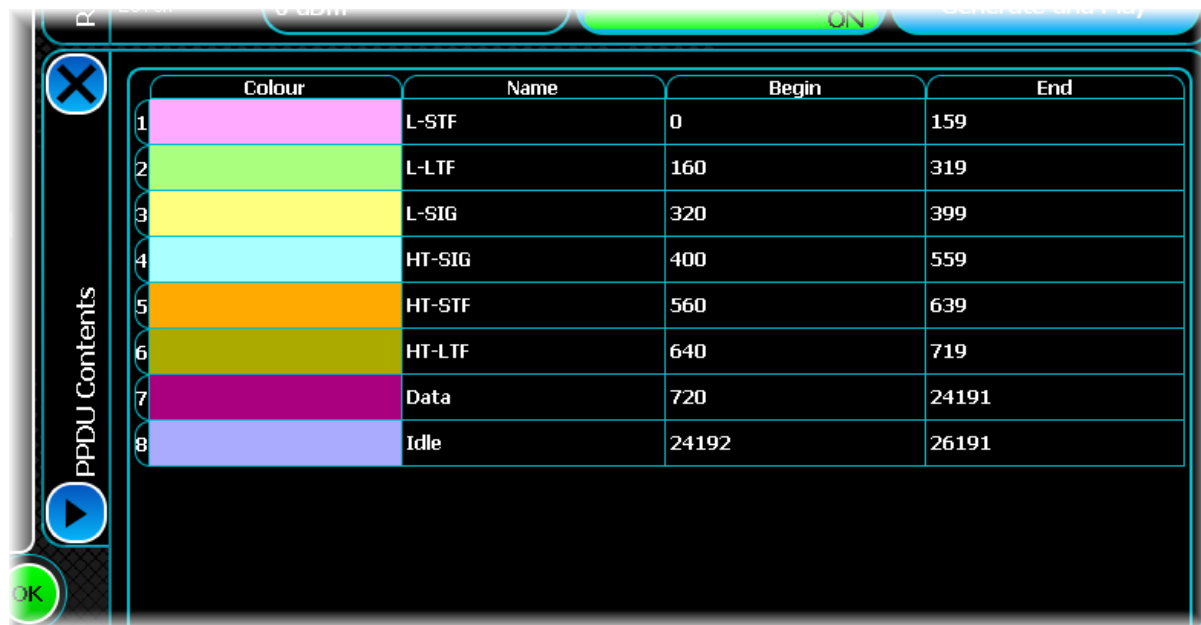 ON
Colour Name Begin End
1 L-STF 0 159
2 L-LTF 160 319
3 L-SIG 320 399
4 HT-SIG 400 559
5 HT-STF 560 639
6 HT-LTF 640 719
7 Data 720 24191
8 Idle 24192 26191
PPDU Contents
OK